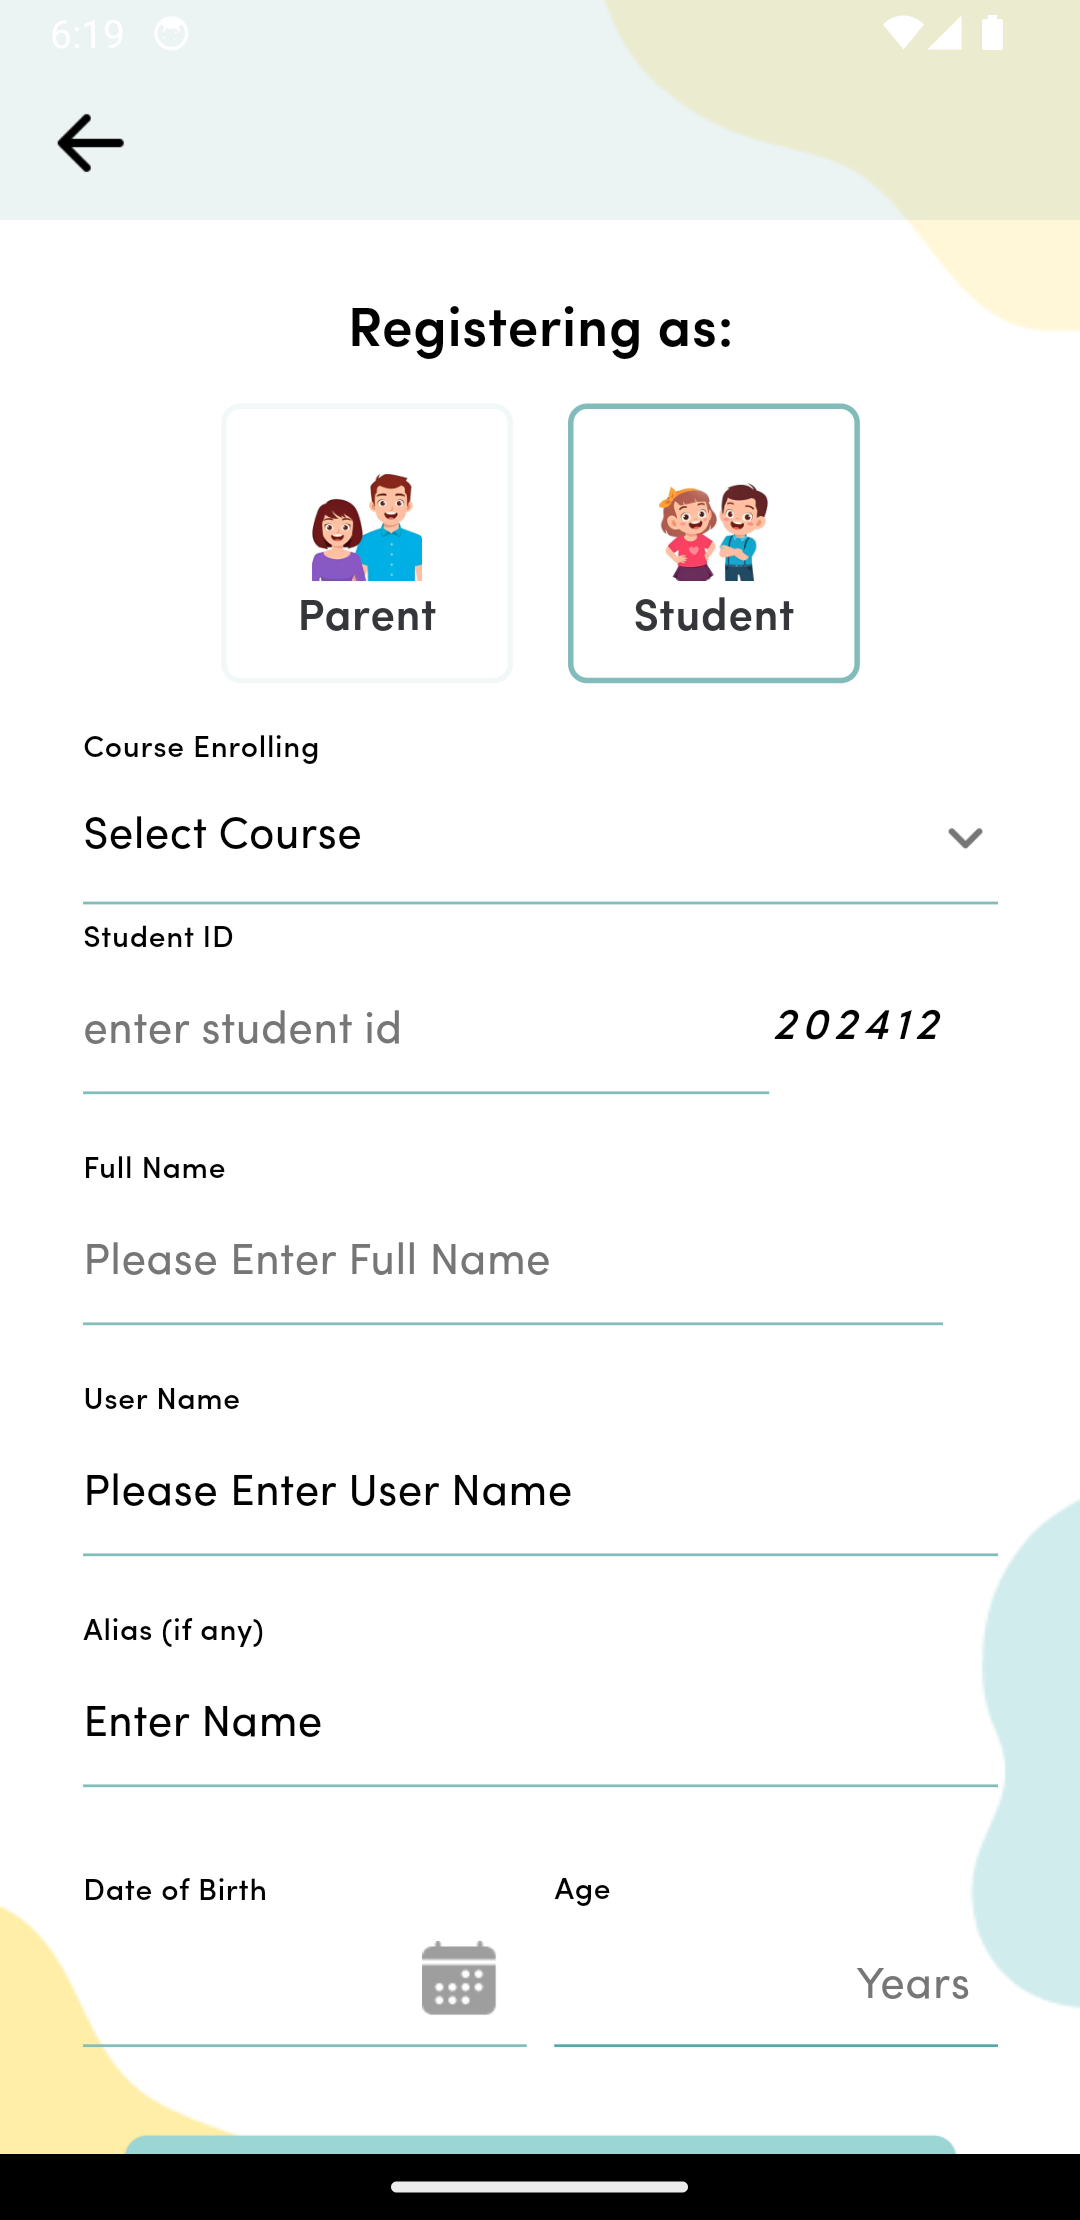 6:19
Registering as:
Parent
Student
Course Enrolling
Select Course
Student ID
enter student id
202412
Full Name
Please Enter Full Name
User Name
Please Enter User Name
Alias (if any)
Enter Name
Date of Birth
Age
Years